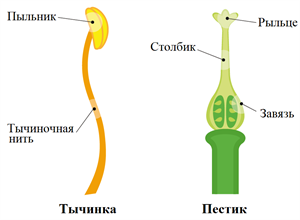 Пыльник
Рыльце
Столбик
Завязь
Тычиночная
нить
Тычинка
Пестик